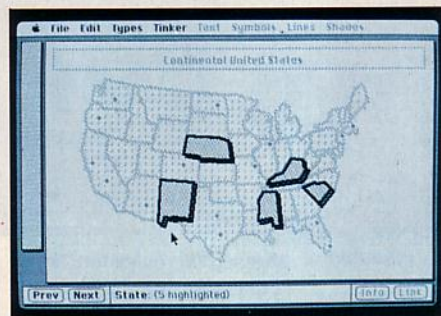 File Edit Types Tinker Text Symbols Lines Shades
Continental United States
Prev Next State: (5 highlighted) Info List